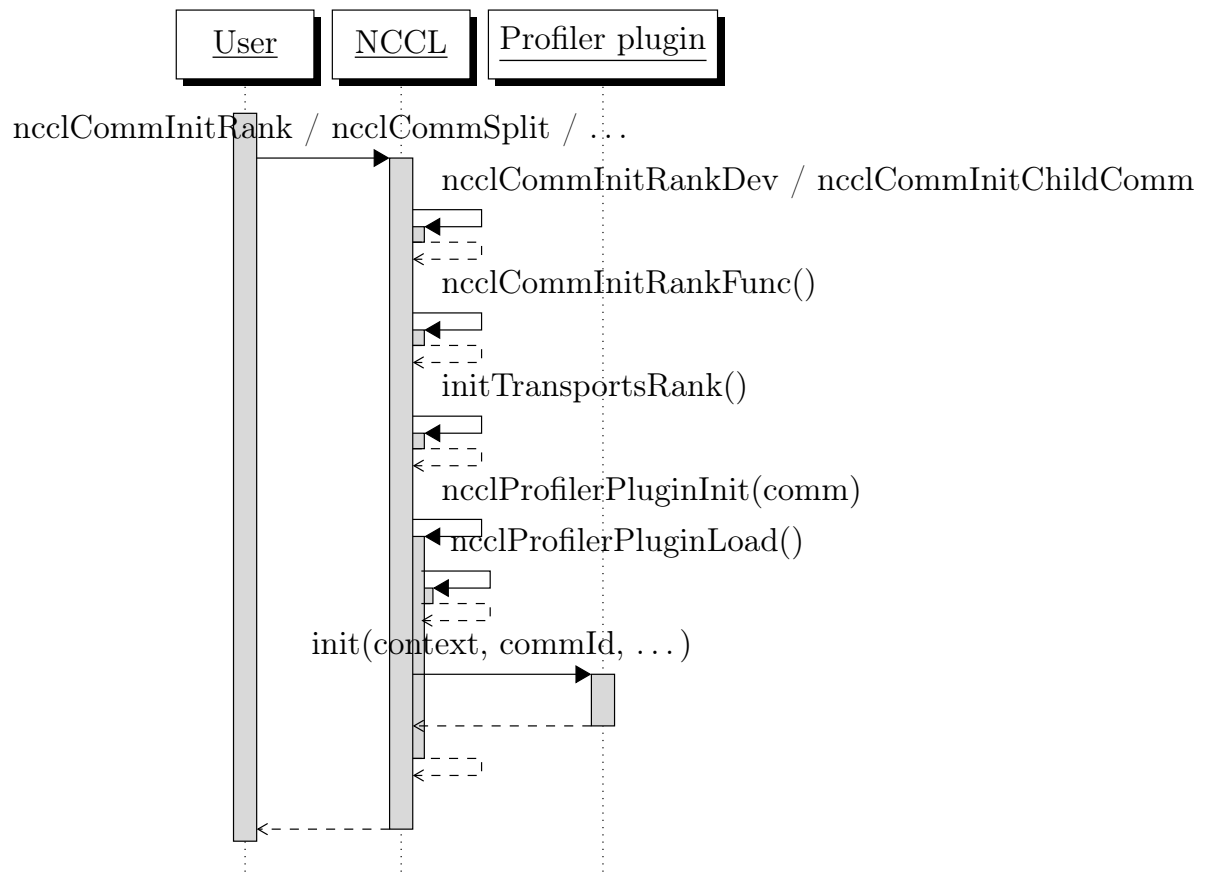 User
NCCL
Profiler plugin
ncclCommInitRank / ncclCommSplit / ...
ncclCommInitRankDev / ncclCommInitChildComm
ncclCommInitRankFunc()
initTransportsRank()
ncclProfilerPluginInit(comm)
ncclProfilerPluginLoad()
init(context, commId, ...)